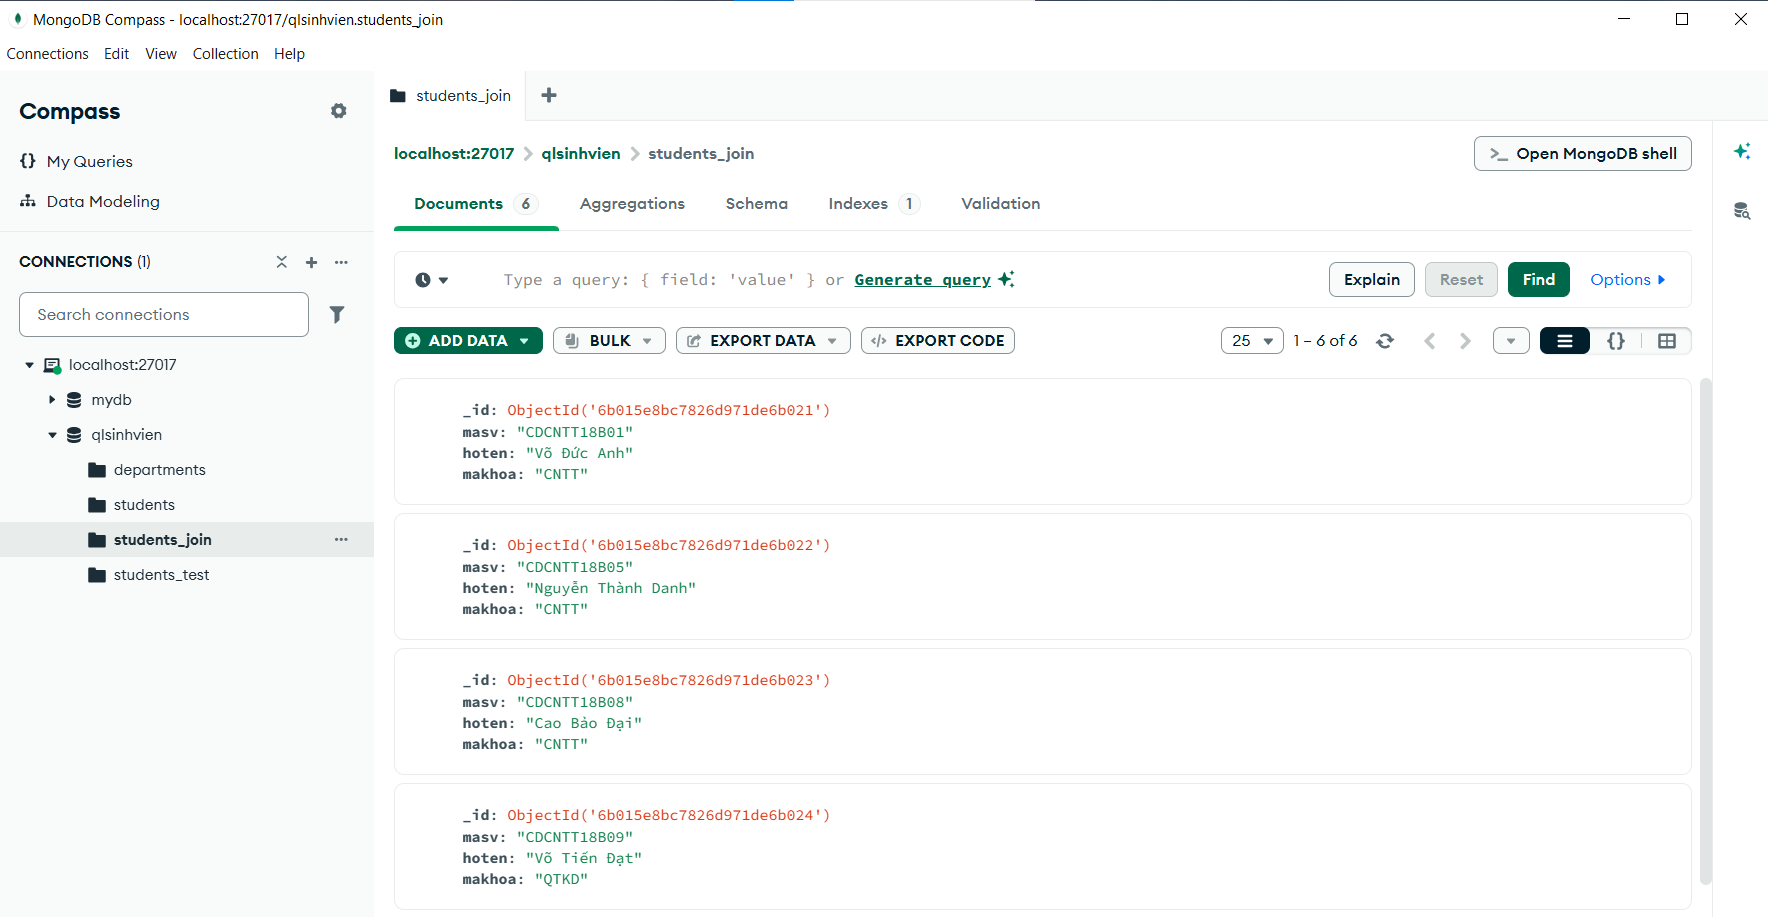 MongoDB Compass - localhost:27017/qlsinhvien.students_join
Connections Edit View Collection Help
Compass
My Queries
Data Modeling
CONNECTIONS (1)
Search connections
localhost:27017
mydb
qlsinhvien
departments
students
students_join
students_test
students_join
localhost:27017 > qlsinhvien > students_join
Open MongoDB shell
Documents 6 Aggregations Schema Indexes 1 Validation
Type a query: { field: 'value' } or Generate query
Explain Reset Find Options
ADD DATA BULK EXPORT DATA EXPORT CODE
25 1 – 6 of 6
_id: ObjectId('6b015e8bc7826d971de6b021')
masv: "CDCNTT18B01"
hoten: "Võ Đức Anh"
makhoa: "CNTT"
_id: ObjectId('6b015e8bc7826d971de6b022')
masv: "CDCNTT18B05"
hoten: "Nguyễn Thành Danh"
makhoa: "CNTT"
_id: ObjectId('6b015e8bc7826d971de6b023')
masv: "CDCNTT18B08"
hoten: "Cao Bảo Đại"
makhoa: "CNTT"
_id: ObjectId('6b015e8bc7826d971de6b024')
masv: "CDCNTT18B09"
hoten: "Võ Tiến Đạt"
makhoa: "QTKD"